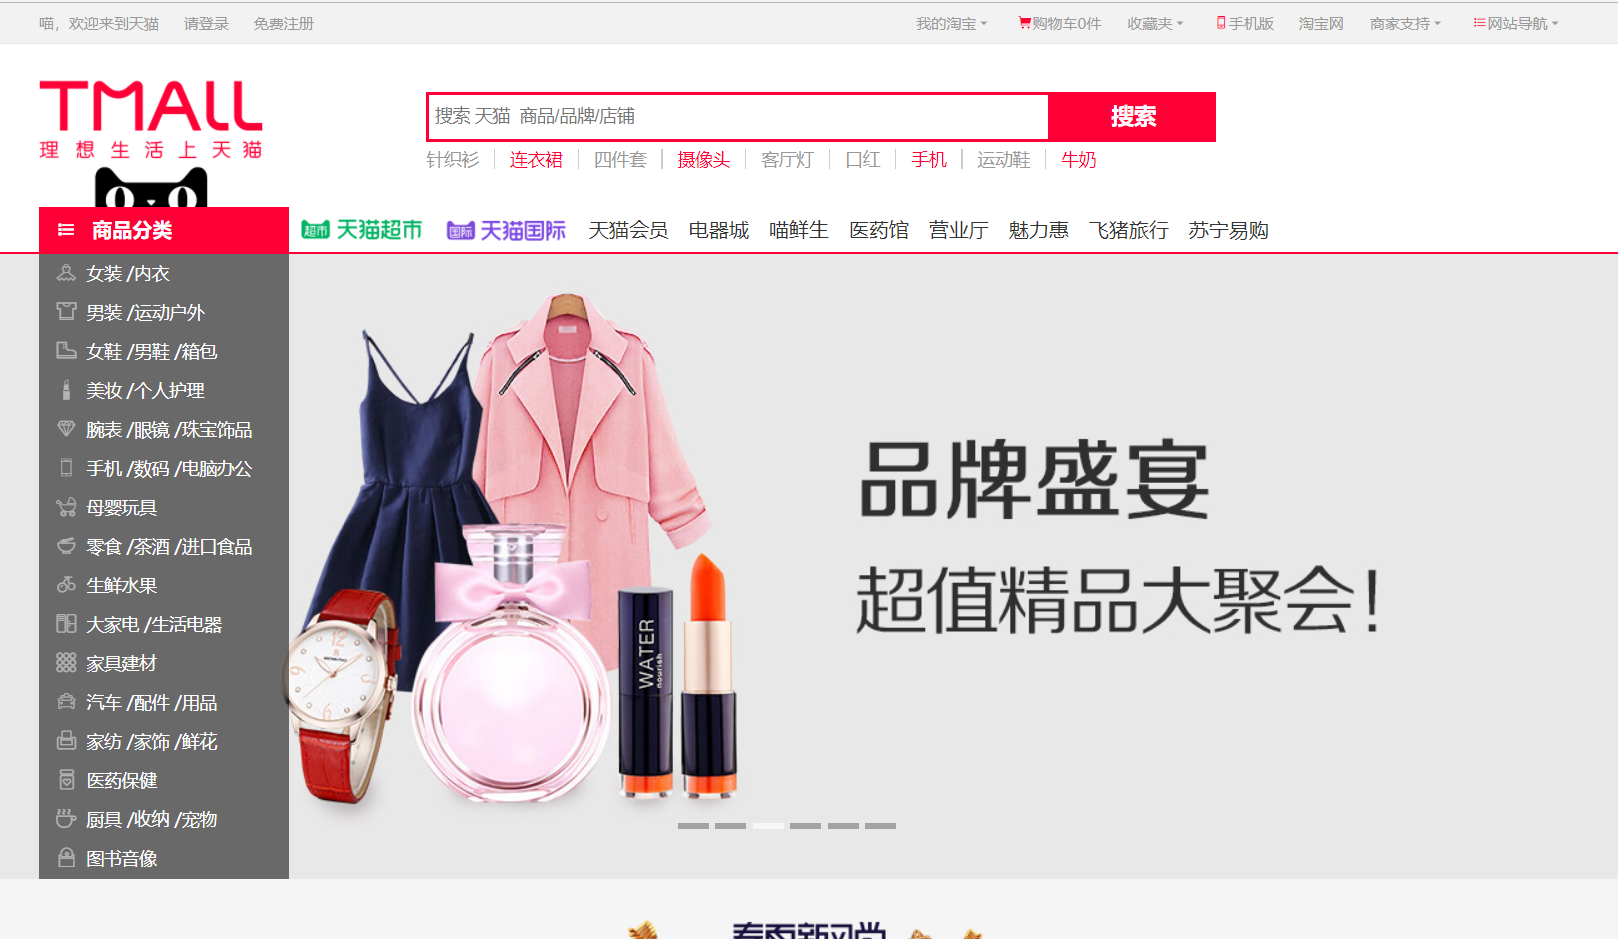 喵，欢迎来到天猫 请登录 免费注册 我的淘宝 购物车0件 收藏夹 手机版 淘宝网 商家支持 网站导航
TMALL
理想生活上天猫
搜索 天猫 商品/品牌/店铺 搜索
针织衫 连衣裙 四件套 摄像头 客厅灯 口红 手机 运动鞋 牛奶
商品分类 超市 天猫超市 国际 天猫国际 天猫会员 电器城 喵鲜生 医药馆 营业厅 魅力惠 飞猪旅行 苏宁易购
女装 /内衣
男装 /运动户外
女鞋 /男鞋 /箱包
美妆 /个人护理
腕表 /眼镜 /珠宝饰品
手机 /数码 /电脑办公
母婴玩具
零食 /茶酒 /进口食品
生鲜水果
大家电 /生活电器
家具建材
汽车 /配件 /用品
家纺 /家饰 /鲜花
医药保健
厨具 /收纳 /宠物
图书音像
品牌盛宴
超值精品大聚会！
WATER
nourish